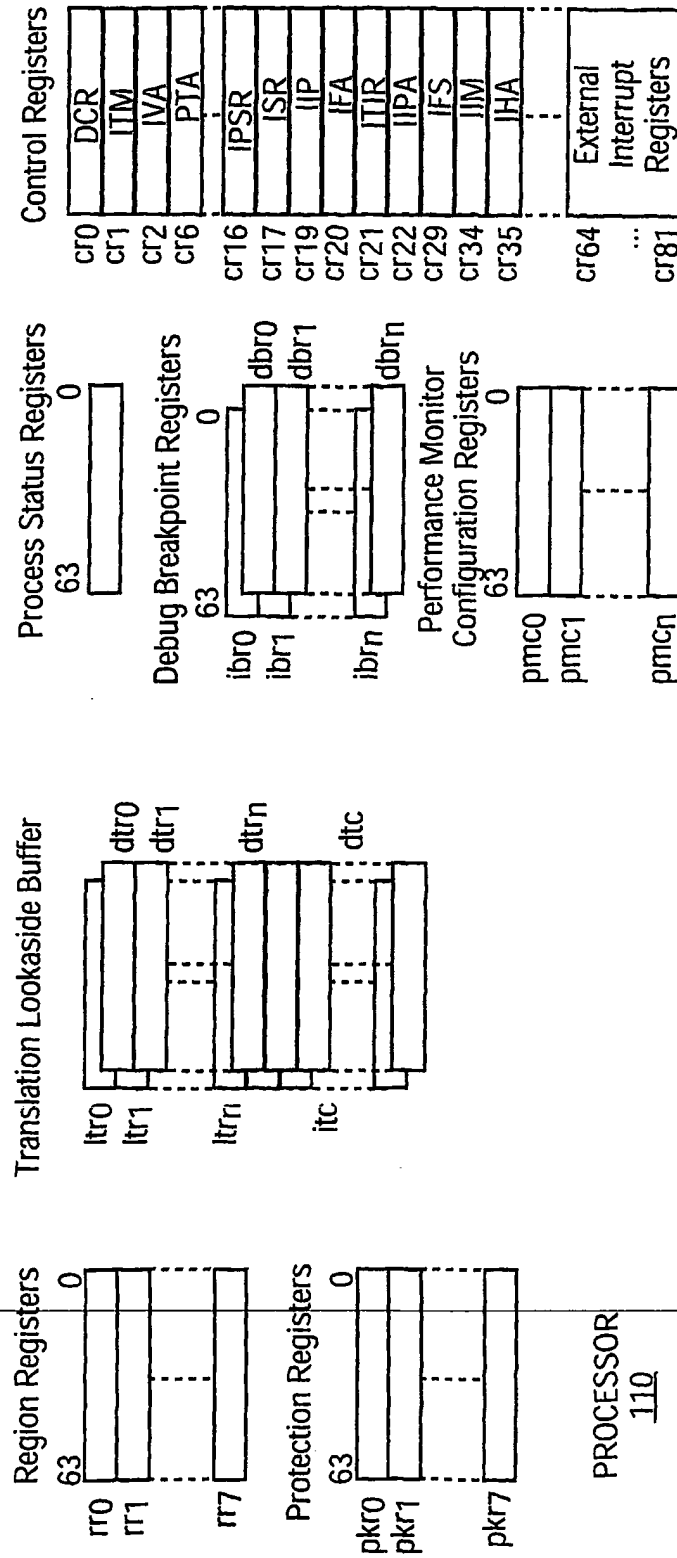 Region Registers
63 0
rr0
rr1
rr7
Protection Registers
63 0
pkr0
pkr1
pkr7
PROCESSOR
110
Translation Lookaside Buffer
ltr0 dtr0
ltr1 dtr1
ltrn dtrn
itc dtc
Process Status Registers
63 0
Debug Breakpoint Registers
63 0
ibr0 dbr0
ibr1 dbr1
ibrn dbrn
Performance Monitor
Configuration Registers
63 0
pmc0
pmc1
pmcn
Control Registers
cr0 DCR
cr1 ITM
cr2 IVA
cr6 PTA
cr16 IPSR
cr17 ISR
cr19 IIP
cr20 IFA
cr21 ITIR
cr22 IIPA
cr29 IFS
cr34 IIM
cr35 IHA
cr64 External
... Interrupt
cr81 Registers